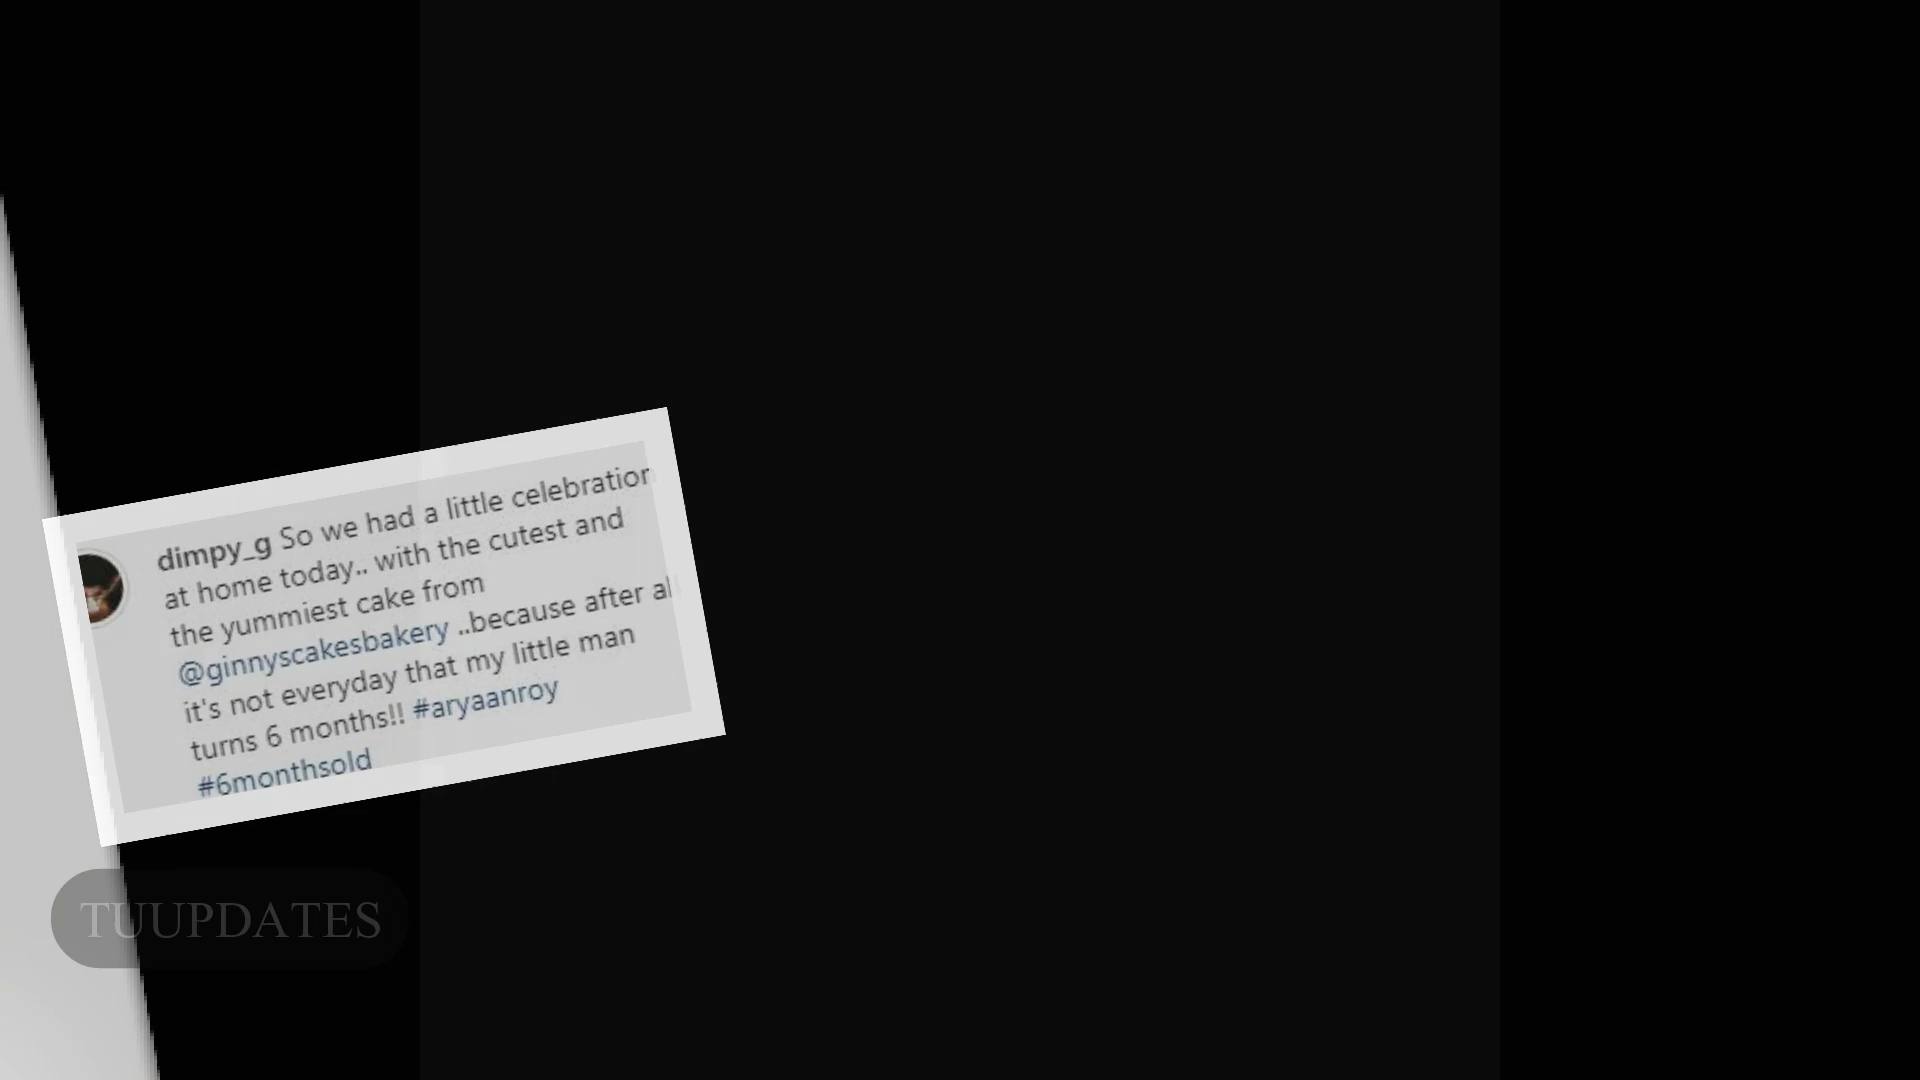 dimpy_g So we had a little celebration
at home today.. with the cutest and
the yummiest cake from
@ginnyscakesbakery ..because after al
it's not everyday that my little man
turns 6 months!! #aryaanroy
#6monthsold
TUUPDATES